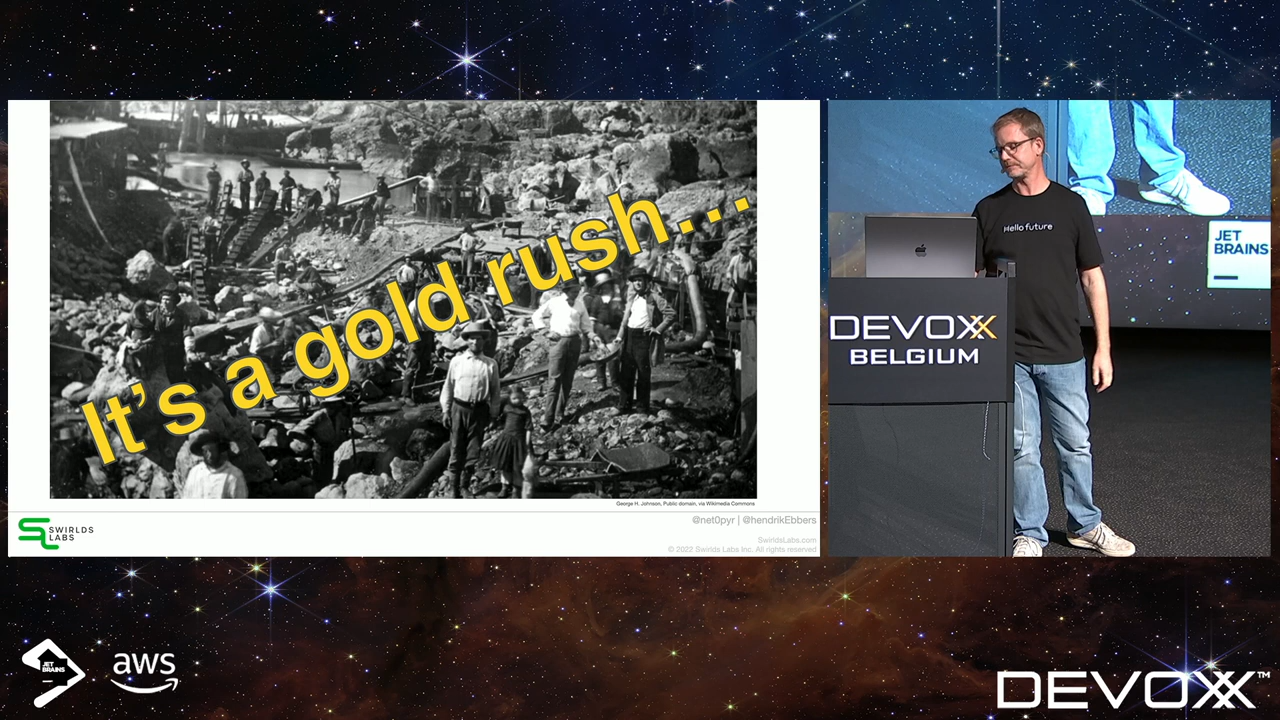 It's a gold rush...
George H. Johnson, Public domain, via Wikimedia Commons
SWIRLDS
LABS
@net0pyr | @hendrikEbbers
SwirldsLabs.com
© 2022 Swirlds Labs Inc. All rights reserved
Hello future
JET
BRAINS
DEVOXX
BELGIUM
JET
BRAINS
aws
DEVOXX™